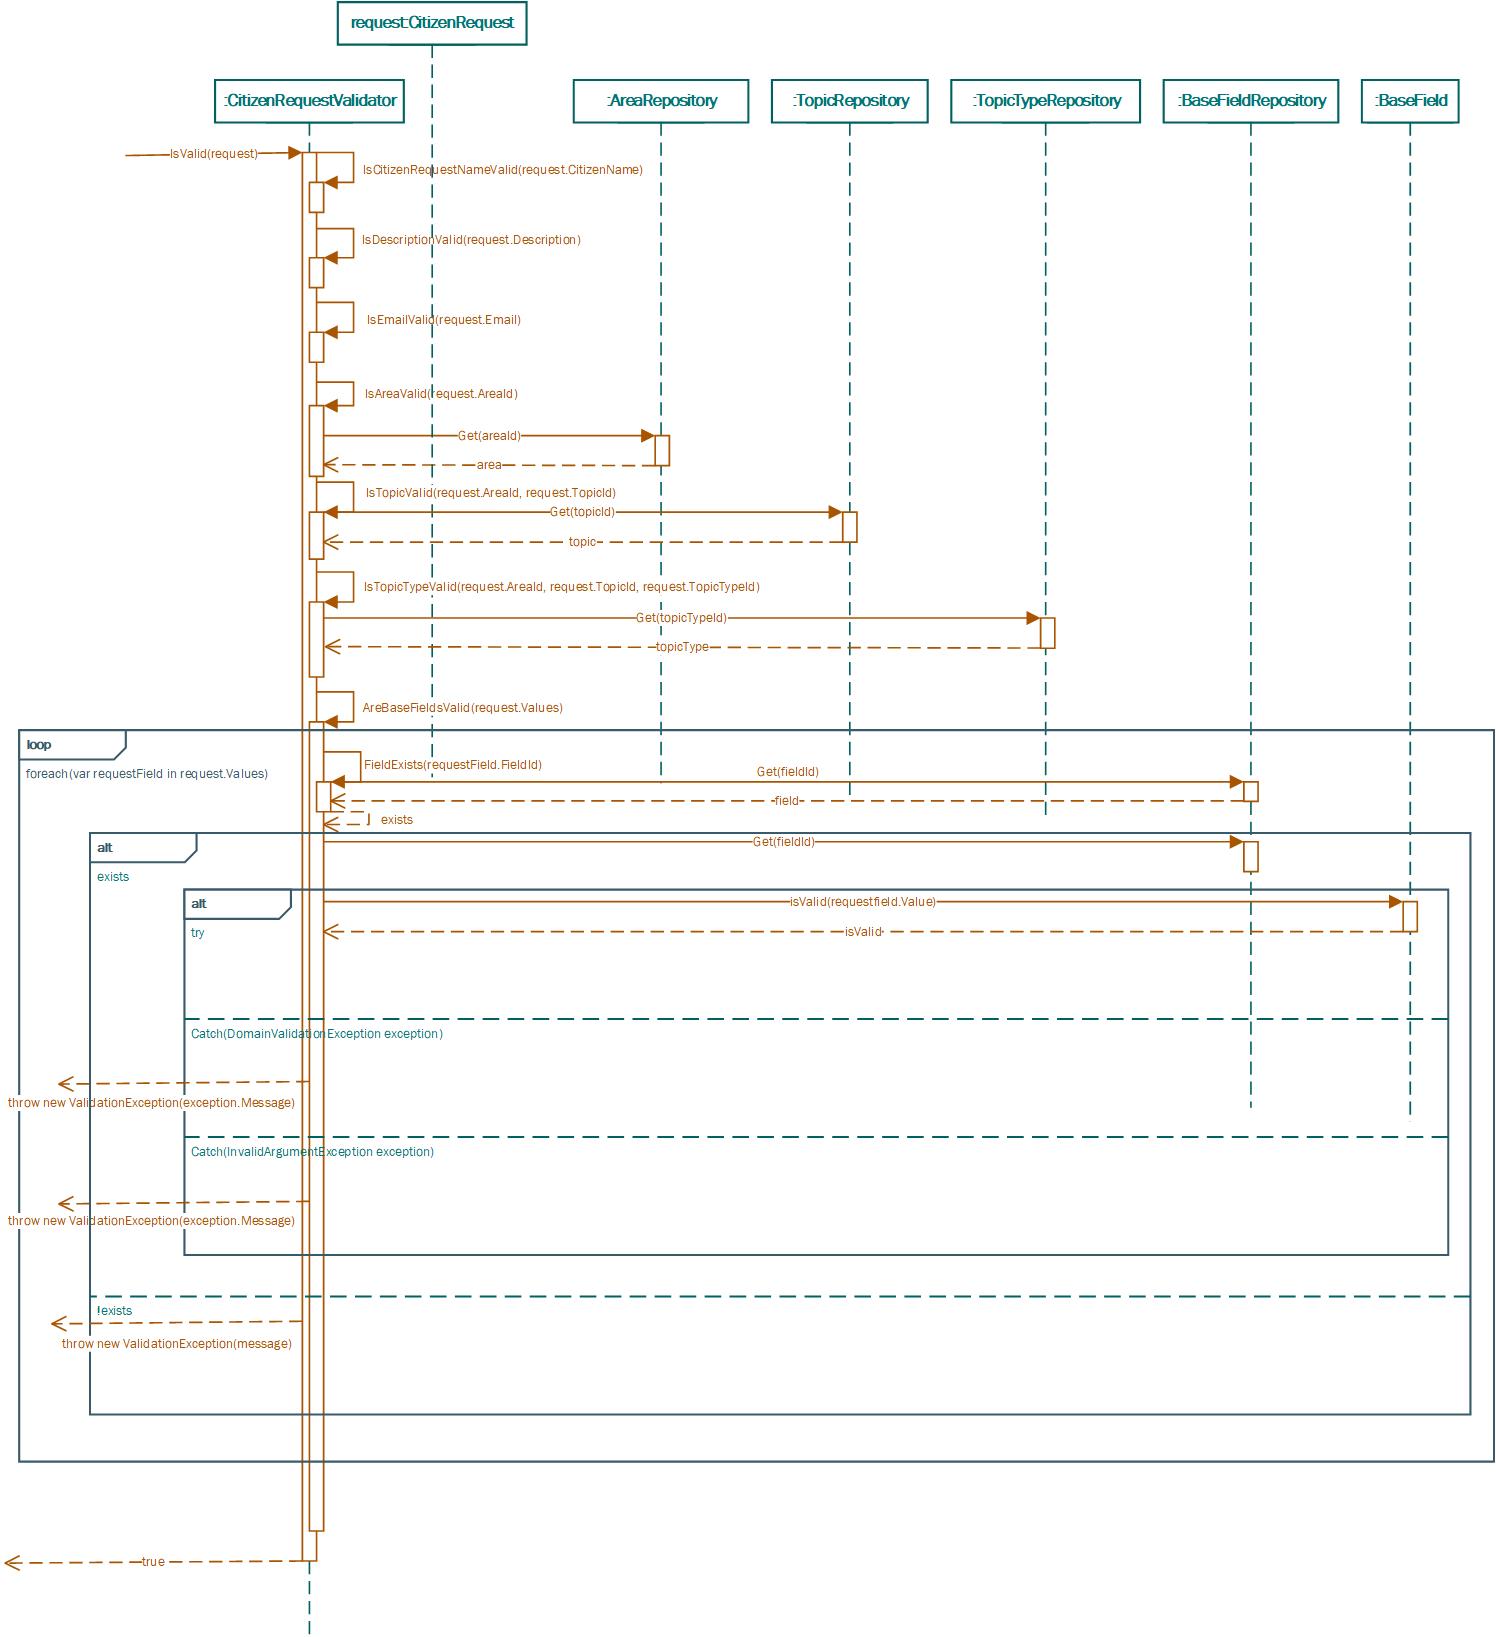 request:CitizenRequest
:CitizenRequestValidator
:AreaRepository
:TopicRepository
:TopicTypeRepository
:BaseFieldRepository
:BaseField
IsValid(request)
IsCitizenRequestNameValid(request.CitizenName)
IsDescriptionValid(request.Description)
IsEmailValid(request.Email)
IsAreaValid(request.AreaId)
Get(areaId)
area
IsTopicValid(request.AreaId, request.TopicId)
Get(topicId)
topic
IsTopicTypeValid(request.AreaId, request.TopicId, request.TopicTypeId)
Get(topicTypeId)
topicType
AreBaseFieldsValid(request.Values)
loop
foreach(var requestField in request.Values)
FieldExists(requestField.FieldId)
Get(fieldId)
field
exists
alt
Get(fieldId)
exists
alt
isValid(requestfield.Value)
try
isValid
Catch(DomainValidationException exception)
throw new ValidationException(exception.Message)
Catch(InvalidArgumentException exception)
throw new ValidationException(exception.Message)
!exists
throw new ValidationException(message)
true